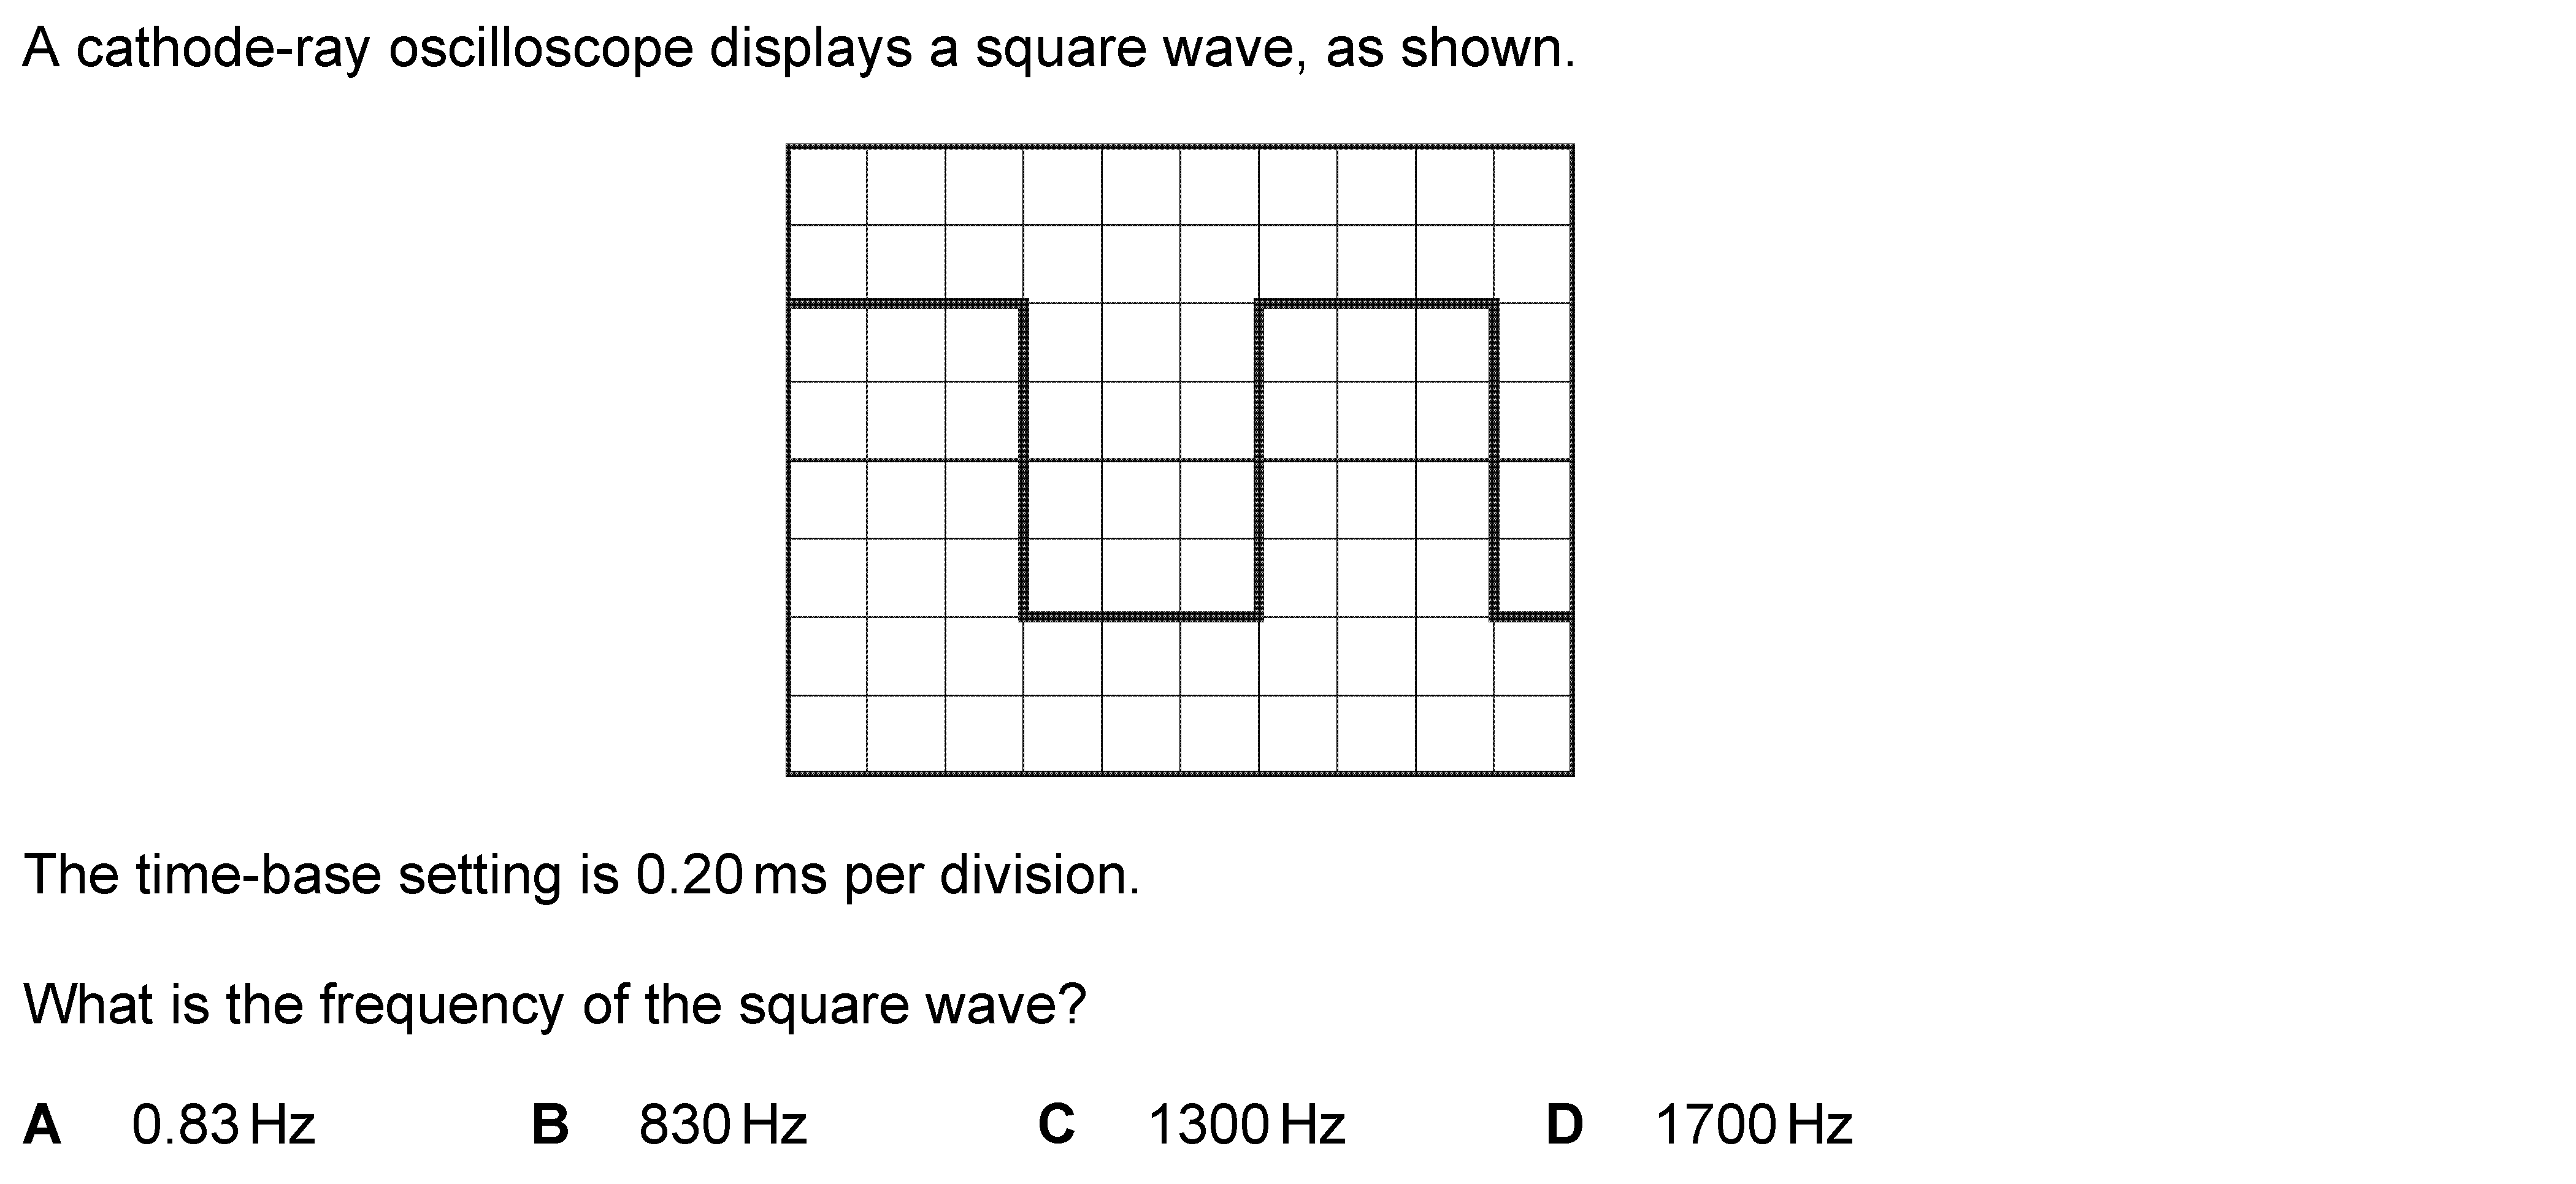 A cathode-ray oscilloscope displays a square wave, as shown.
The time-base setting is 0.20 ms per division.
What is the frequency of the square wave?
A 0.83 Hz B 830 Hz C 1300 Hz D 1700 Hz